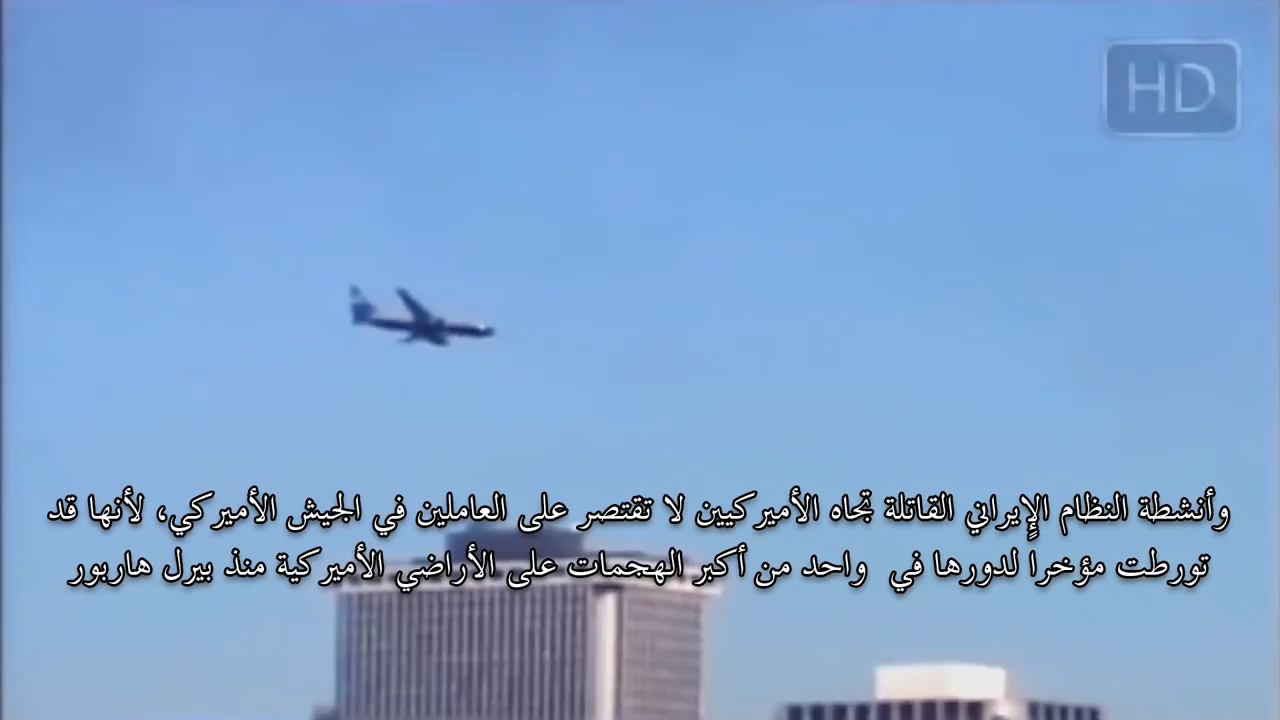 HD
وأنشطة النظام الإيراني القاتلة تجاه الأميركيين لا تقتصر على العاملين في الجيش الأميركي، لأنها قد
تورطت مؤخراً لدورها في واحد من أكبر الهجمات على الأراضي الأميركية منذ بيرل هاربور